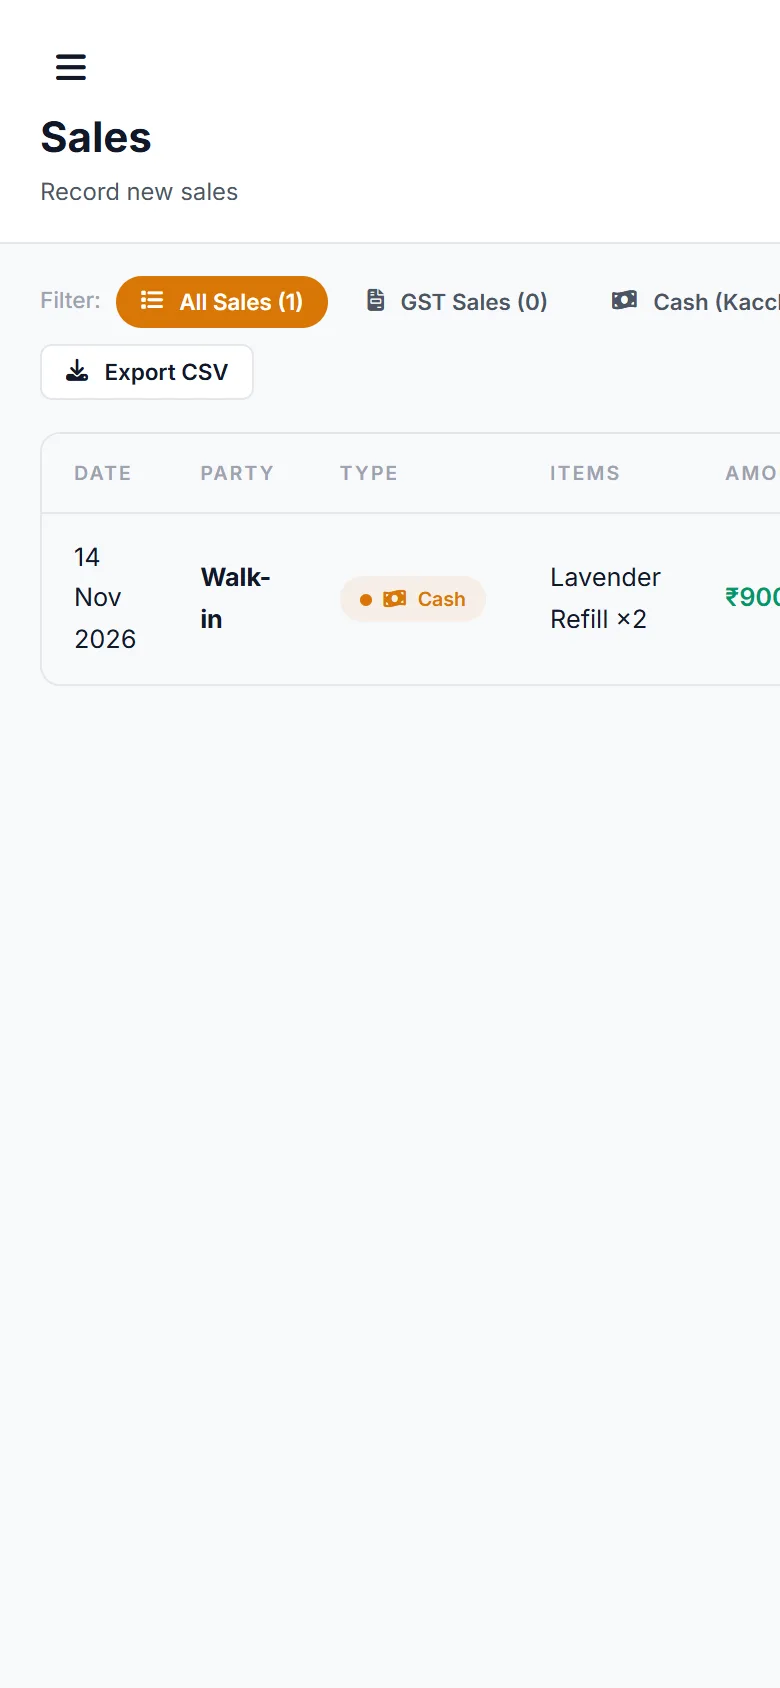 Sales
Record new sales
Filter: All Sales (1) GST Sales (0) Cash (Kacc
Export CSV
DATE PARTY TYPE ITEMS AMO
14 Nov 2026 Walk-in Cash Lavender Refill ×2 ₹900